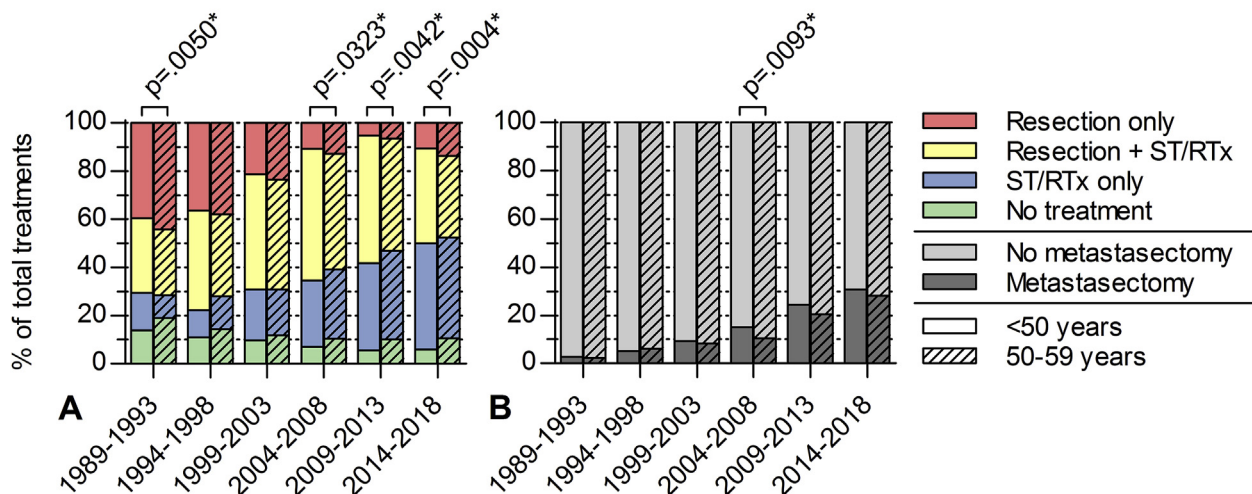 p=.0050*
p=.0323*
p=.0042*
p=.0004*
p=.0093*
% of total treatments
100
80
60
40
20
0
100
80
60
40
20
0
A
1989-1993
1994-1998
1999-2003
2004-2008
2009-2013
2014-2018
B
1989-1993
1994-1998
1999-2003
2004-2008
2009-2013
2014-2018
Resection only
Resection + ST/RTx
ST/RTx only
No treatment
No metastasectomy
Metastasectomy
<50 years
50-59 years